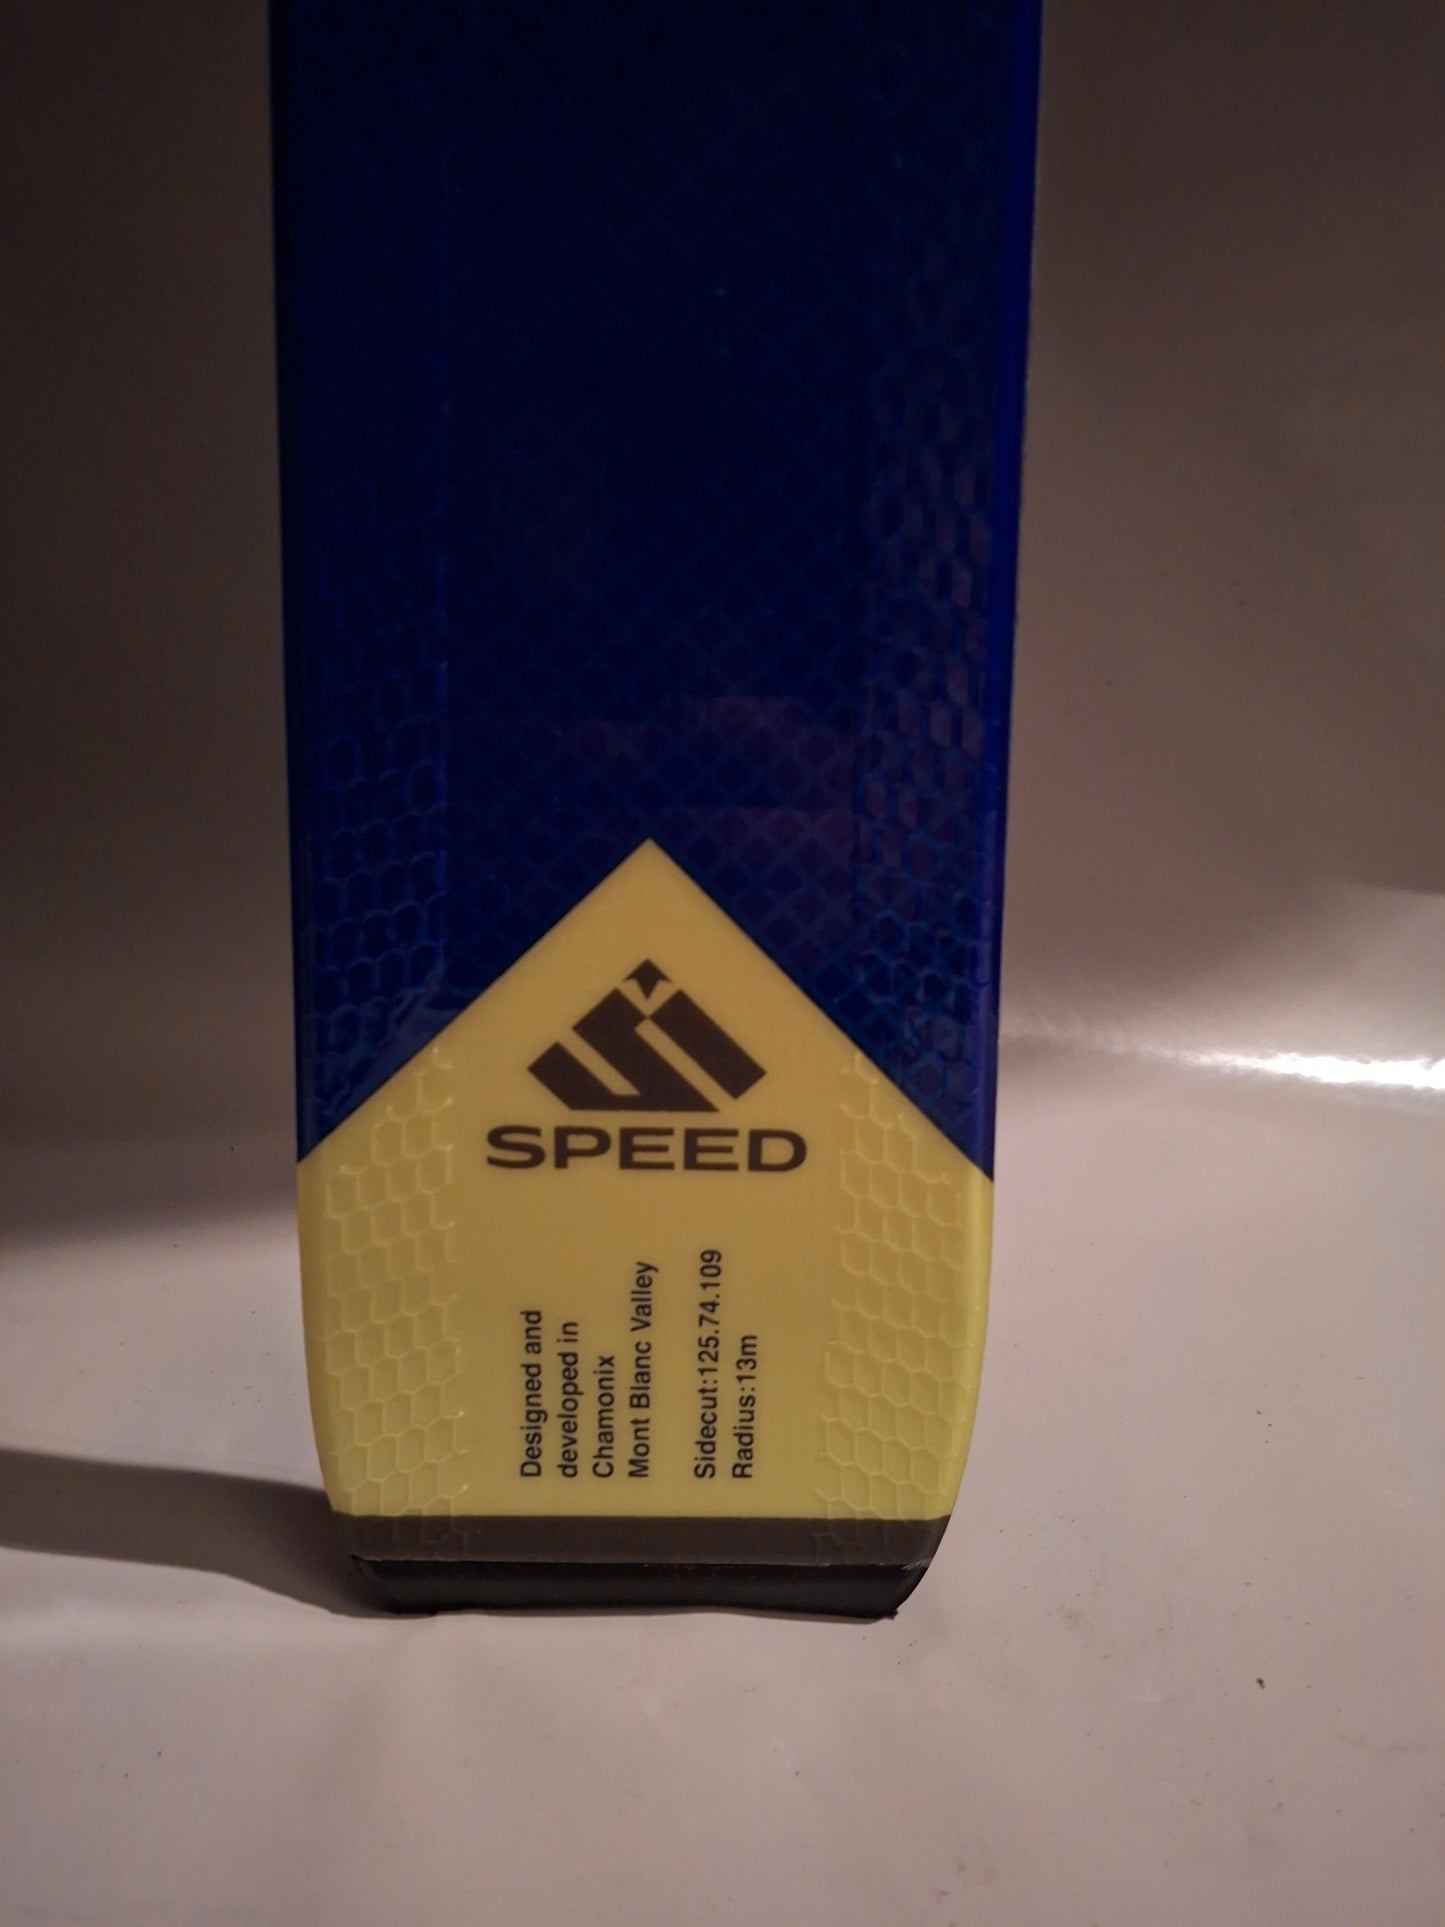 SPEED
Designed and
developed in
Chamonix
Mont Blanc Valley
Sidecut:125.74.109
Radius:13m